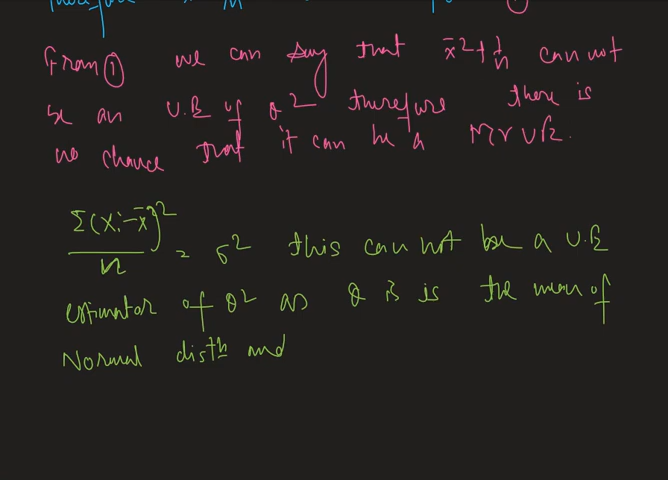 From ① we can say that x̄²+1/n can not
be an U.E of θ² therefore there is
no chance that it can be a MVUE.
Σ(Xi-x̄)²/n = σ² this can not be a U.E
estimator of θ² as θ is is the mean of
Normal distn and